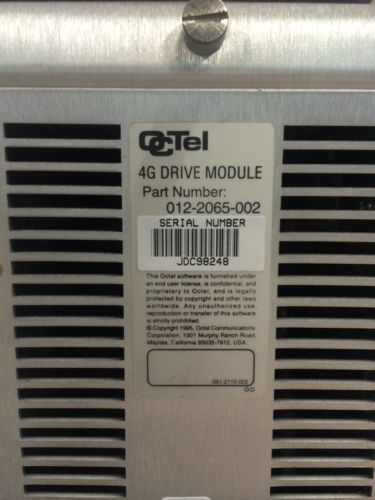 OCTel
4G DRIVE MODULE
Part Number:
012-2065-002
SERIAL NUMBER
JDC98248
This Octel software is furnished under
an end user license, is confidential, and
proprietary to Octel, and is legally
protected by copyright and other laws
worldwide. Any unauthorized use,
reproduction or transfer of this software
is strictly prohibited.
© Copyright 1995, Octel Communications
Corporation, 1001 Murphy Ranch Road,
Milpitas, California 95035-7912, USA.
061-2115-002